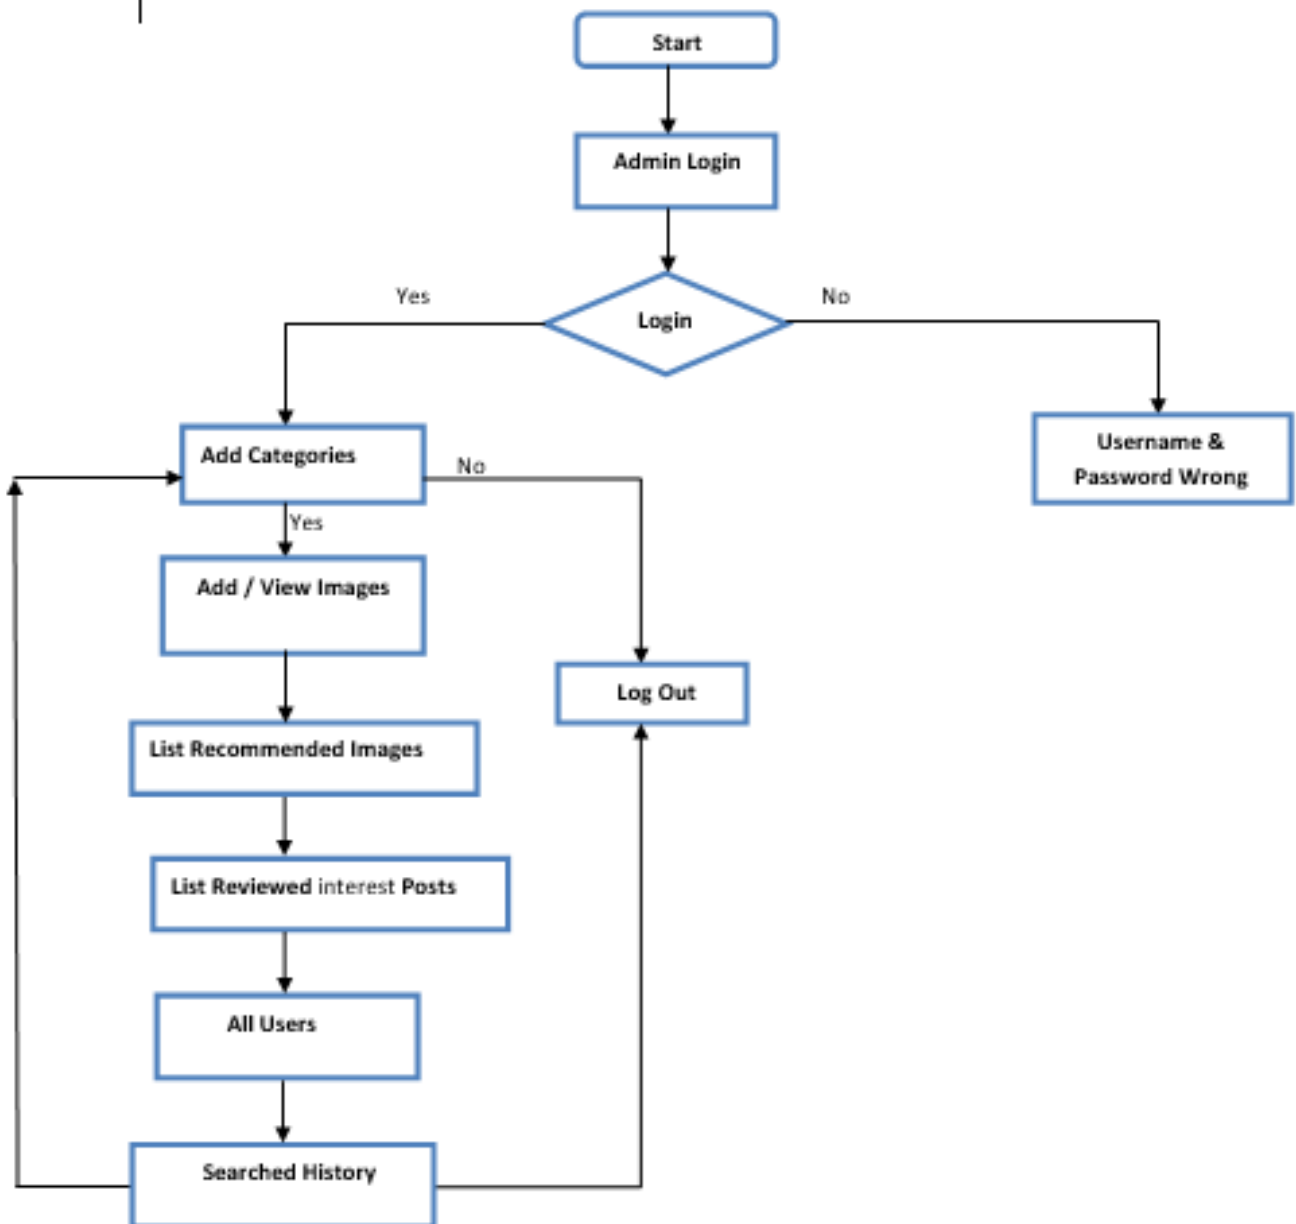 Start
Admin Login
Yes
No
Login
Add Categories
No
Username &
Password Wrong
Yes
Add / View Images
Log Out
List Recommended Images
List Reviewed interest Posts
All Users
Searched History